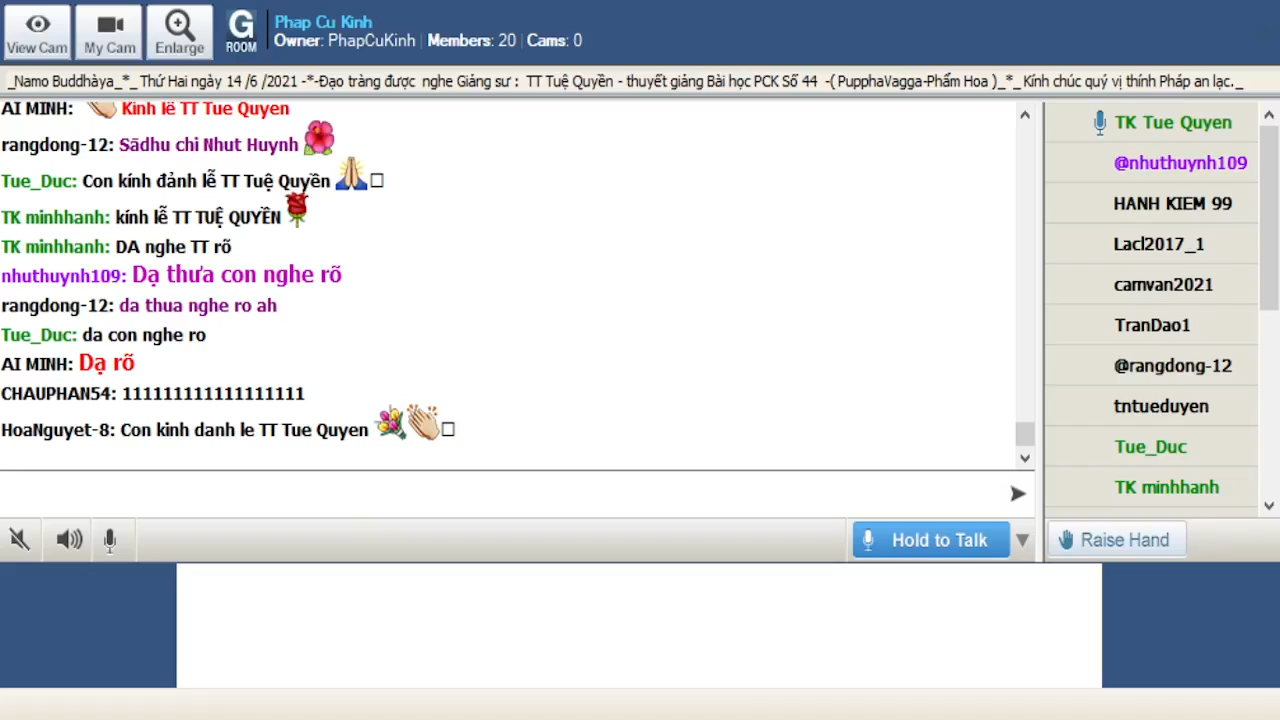 View Cam
My Cam
Enlarge
G
ROOM
Phap Cu Kinh
Owner: PhapCuKinh | Members: 20 | Cams: 0
_Namo Buddhàya_*_ Thứ Hai ngày 14 /6 /2021 -*-Đạo tràng được nghe Giảng sư : TT Tuệ Quyền - thuyết giảng Bài học PCK Số 44 -( PupphaVagga-Phẩm Hoa )_*_ Kính chúc quý vị thính Pháp an lạc._
AI MINH: Kinh lễ TT Tue Quyen
rangdong-12: Sādhu chi Nhut Huynh
Tue_Duc: Con kính đảnh lễ TT Tuệ Quyền
TK minhhanh: kính lễ TT TUỆ QUYỀN
TK minhhanh: DA nghe TT rõ
nhuthuynh109: Dạ thưa con nghe rõ
rangdong-12: da thua nghe ro ah
Tue_Duc: da con nghe ro
AI MINH: Dạ rõ
CHAUPHAN54: 111111111111111111
HoaNguyet-8: Con kinh danh le TT Tue Quyen
TK Tue Quyen
@nhuthuynh109
HANH KIEM 99
Lacl2017_1
camvan2021
TranDao1
@rangdong-12
tntueduyen
Tue_Duc
TK minhhanh
Hold to Talk
Raise Hand